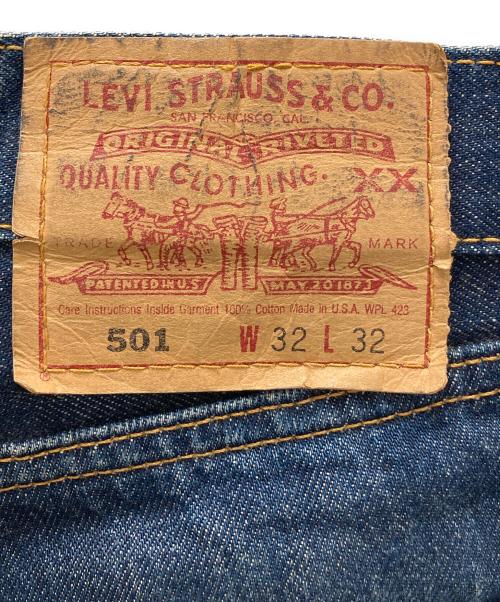 LEVI STRAUSS & CO.
SAN FRANCISCO, CAL.
ORIGINAL RIVETED
QUALITY CLOTHING. XX
TRADE MARK
PATENTED IN U.S. MAY 20 1873
Care Instructions Inside Garment 100% Cotton Made in U.S.A. WPL 423
501 W 32 L 32
®